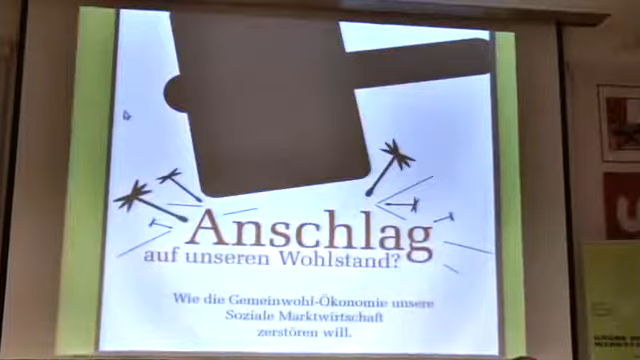 Anschlag
auf unseren Wohlstand?
Wie die Gemeinwohl-Ökonomie unsere
Soziale Marktwirtschaft
zerstören will.